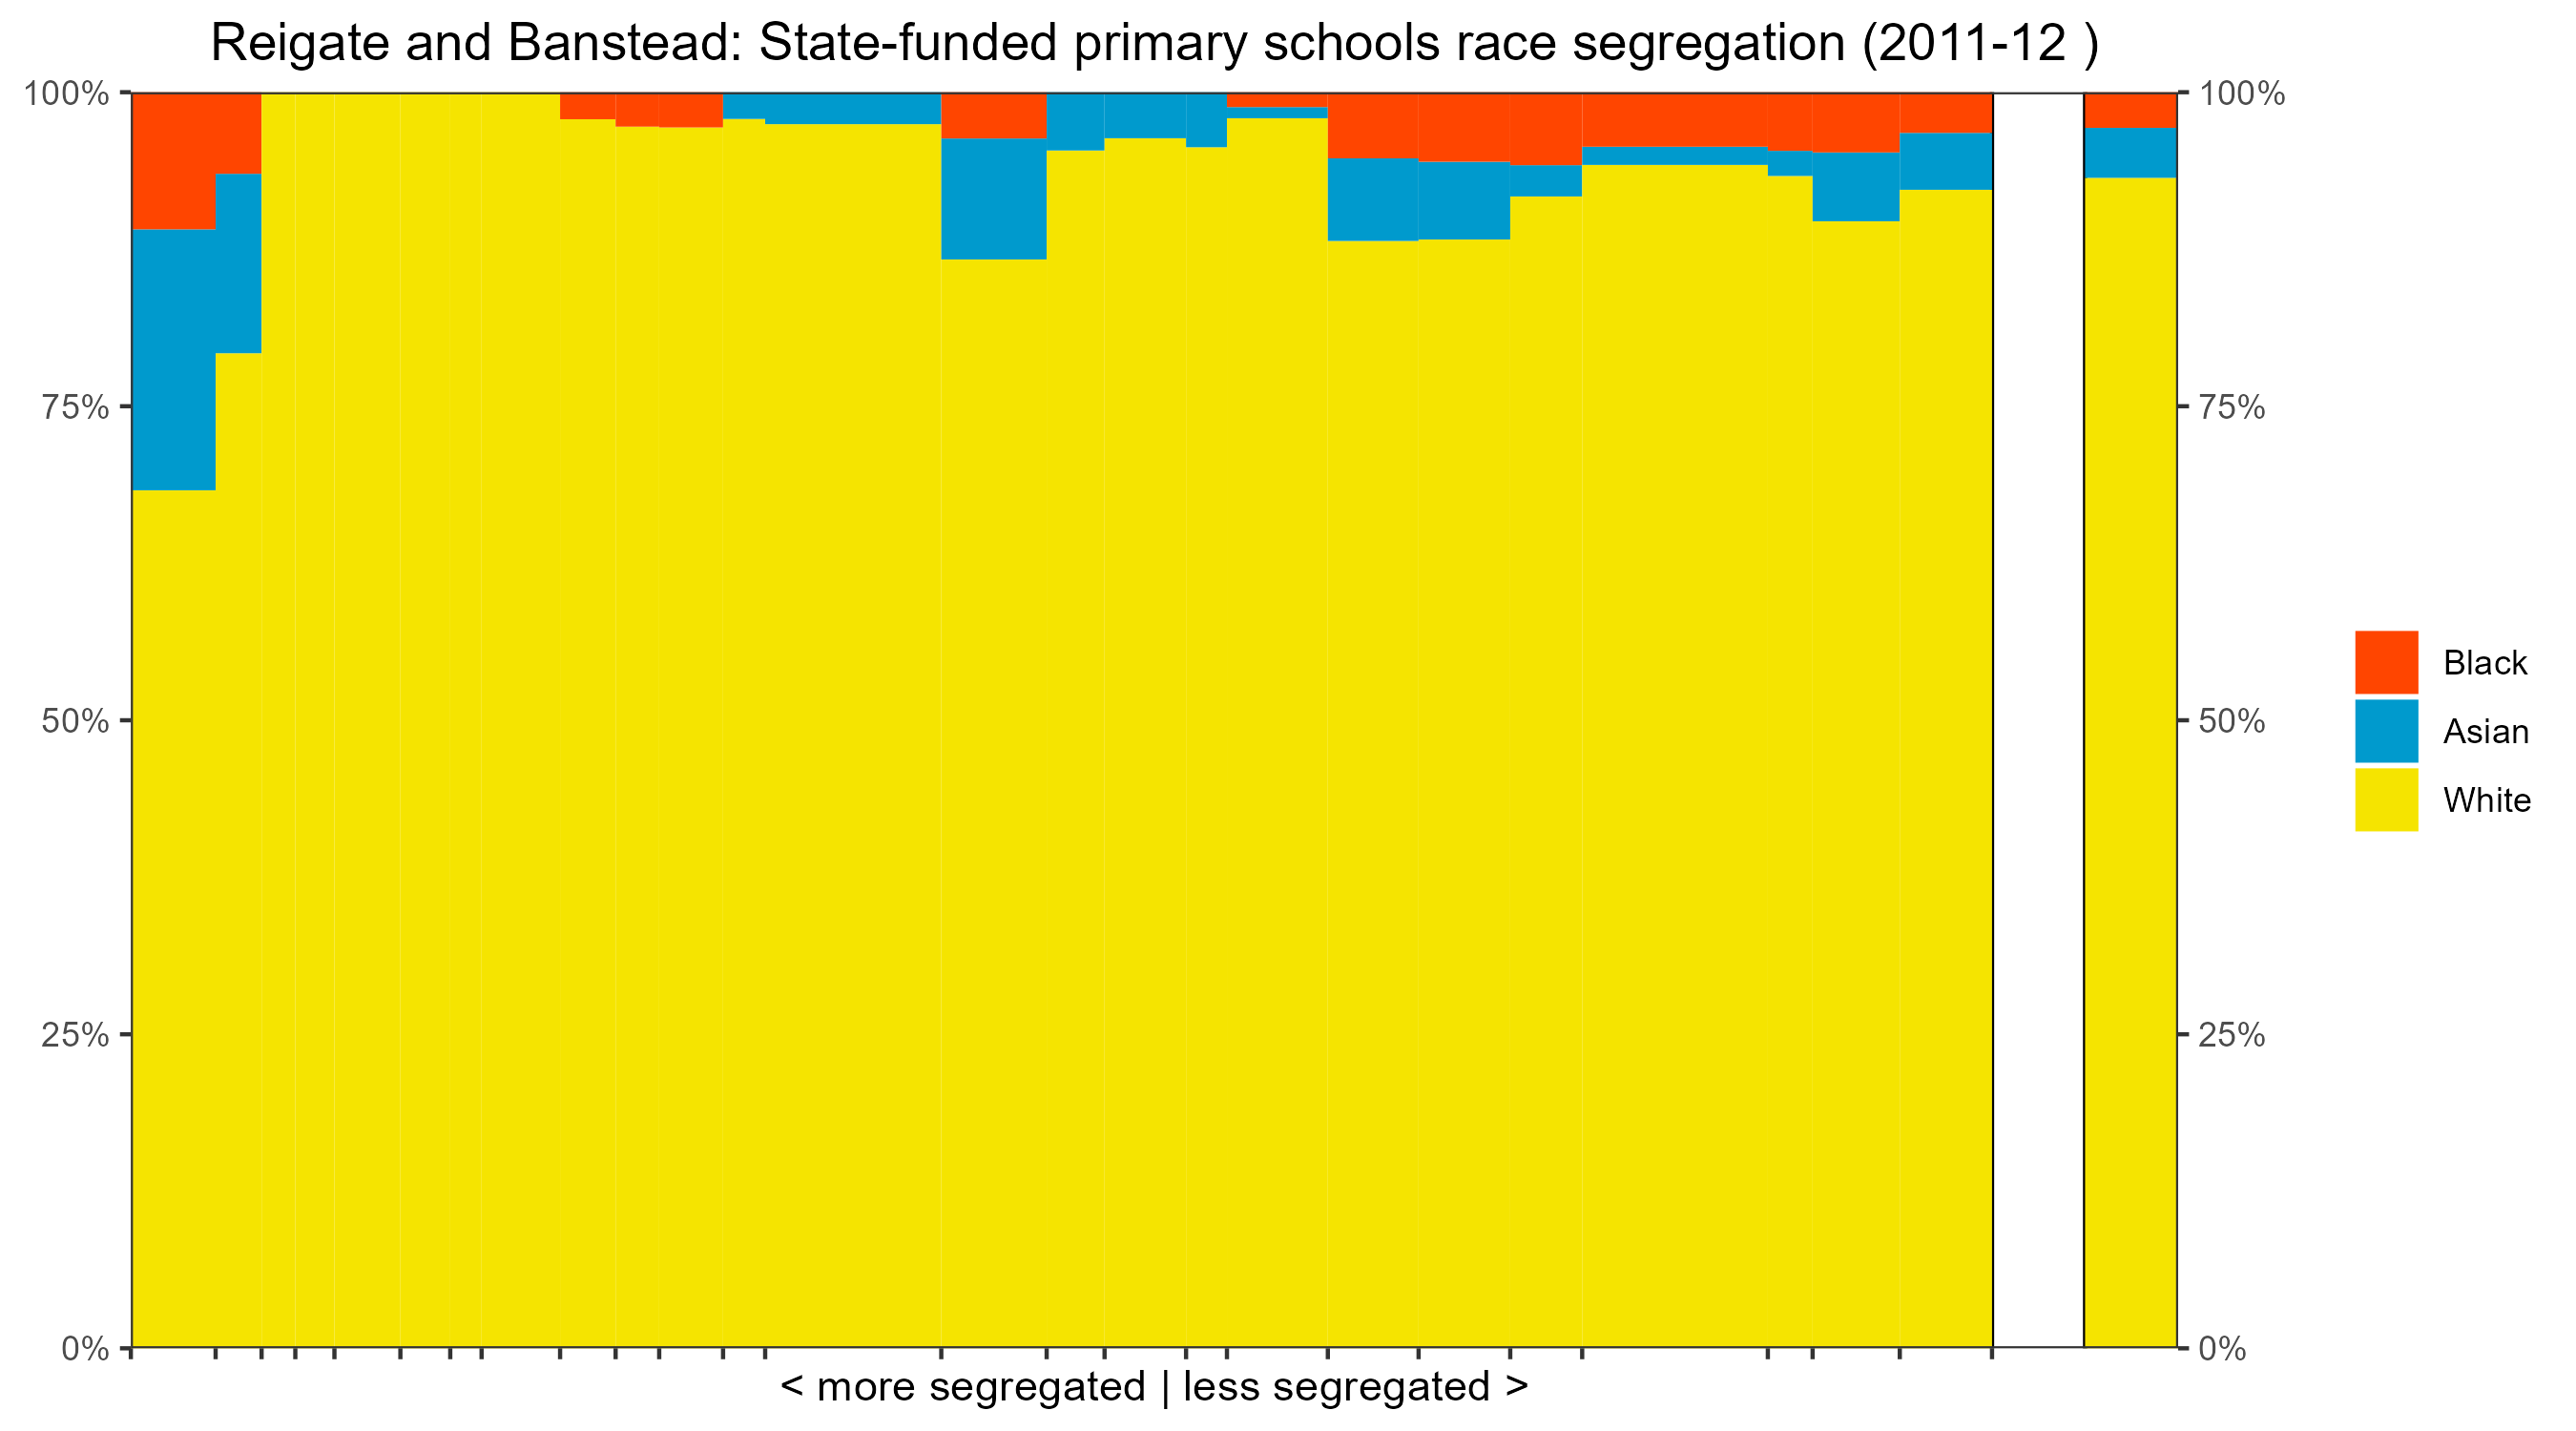 Reigate and Banstead: State-funded primary schools race segregation (2011-12 )
100%
75%
50%
25%
0%
100%
75%
50%
25%
0%
Black
Asian
White
< more segregated | less segregated >